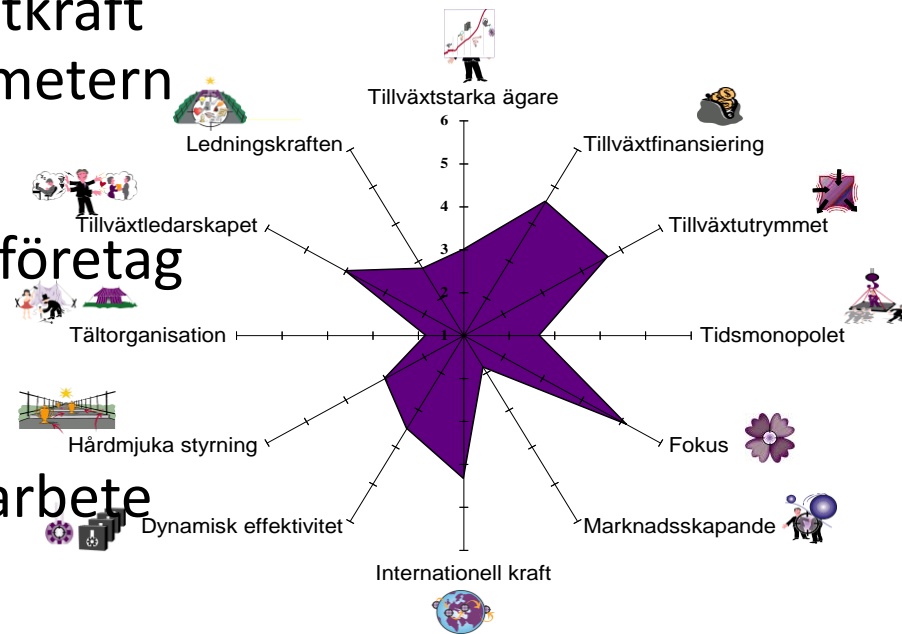 tkraft
metern
företag
arbete
Tillväxtstarka ägare
6
5
4
3
2
1
Tillväxtfinansiering
Tillväxtutrymmet
Tidsmonopolet
Fokus
Marknadsskapande
Internationell kraft
Dynamisk effektivitet
Hårdmjuka styrning
Tältorganisation
Tillväxtledarskapet
Ledningskraften